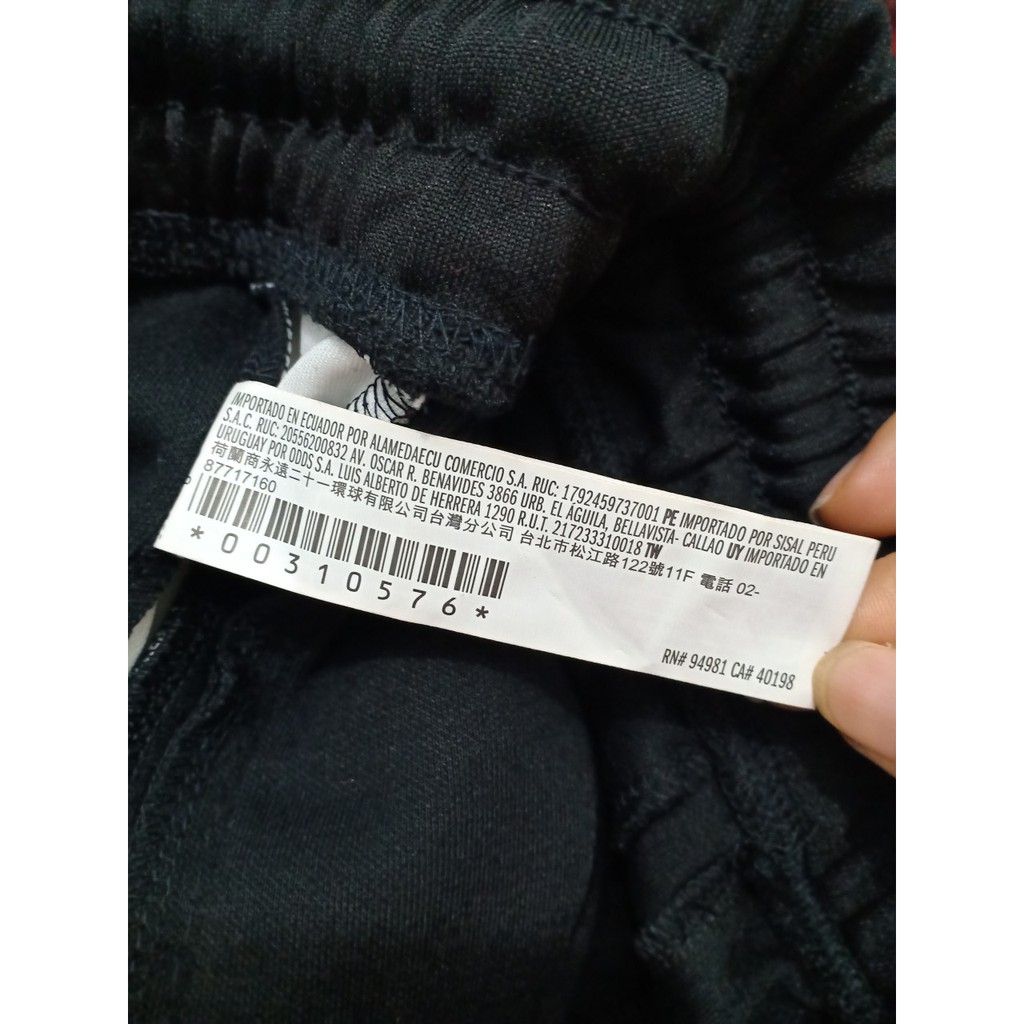 IMPORTADO EN ECUADOR POR ALAMEDAECU COMERCIO S.A. RUC: 1792459737001 PE IMPORTADO POR SISAL PERU
S.A.C. RUC: 20556200832 AV. OSCAR R. BENAVIDES 3866 URB. EL ÁGUILA, BELLAVISTA- CALLAO UY IMPORTADO EN
URUGUAY POR ODDS S.A. LUIS ALBERTO DE HERRERA 1290 R.U.T. 217233310018 TW
荷蘭商永遠二十一環球有限公司台灣分公司 台北市松江路122號11F 電話 02-
87717160
*00310576*
RN# 94981 CA# 40198